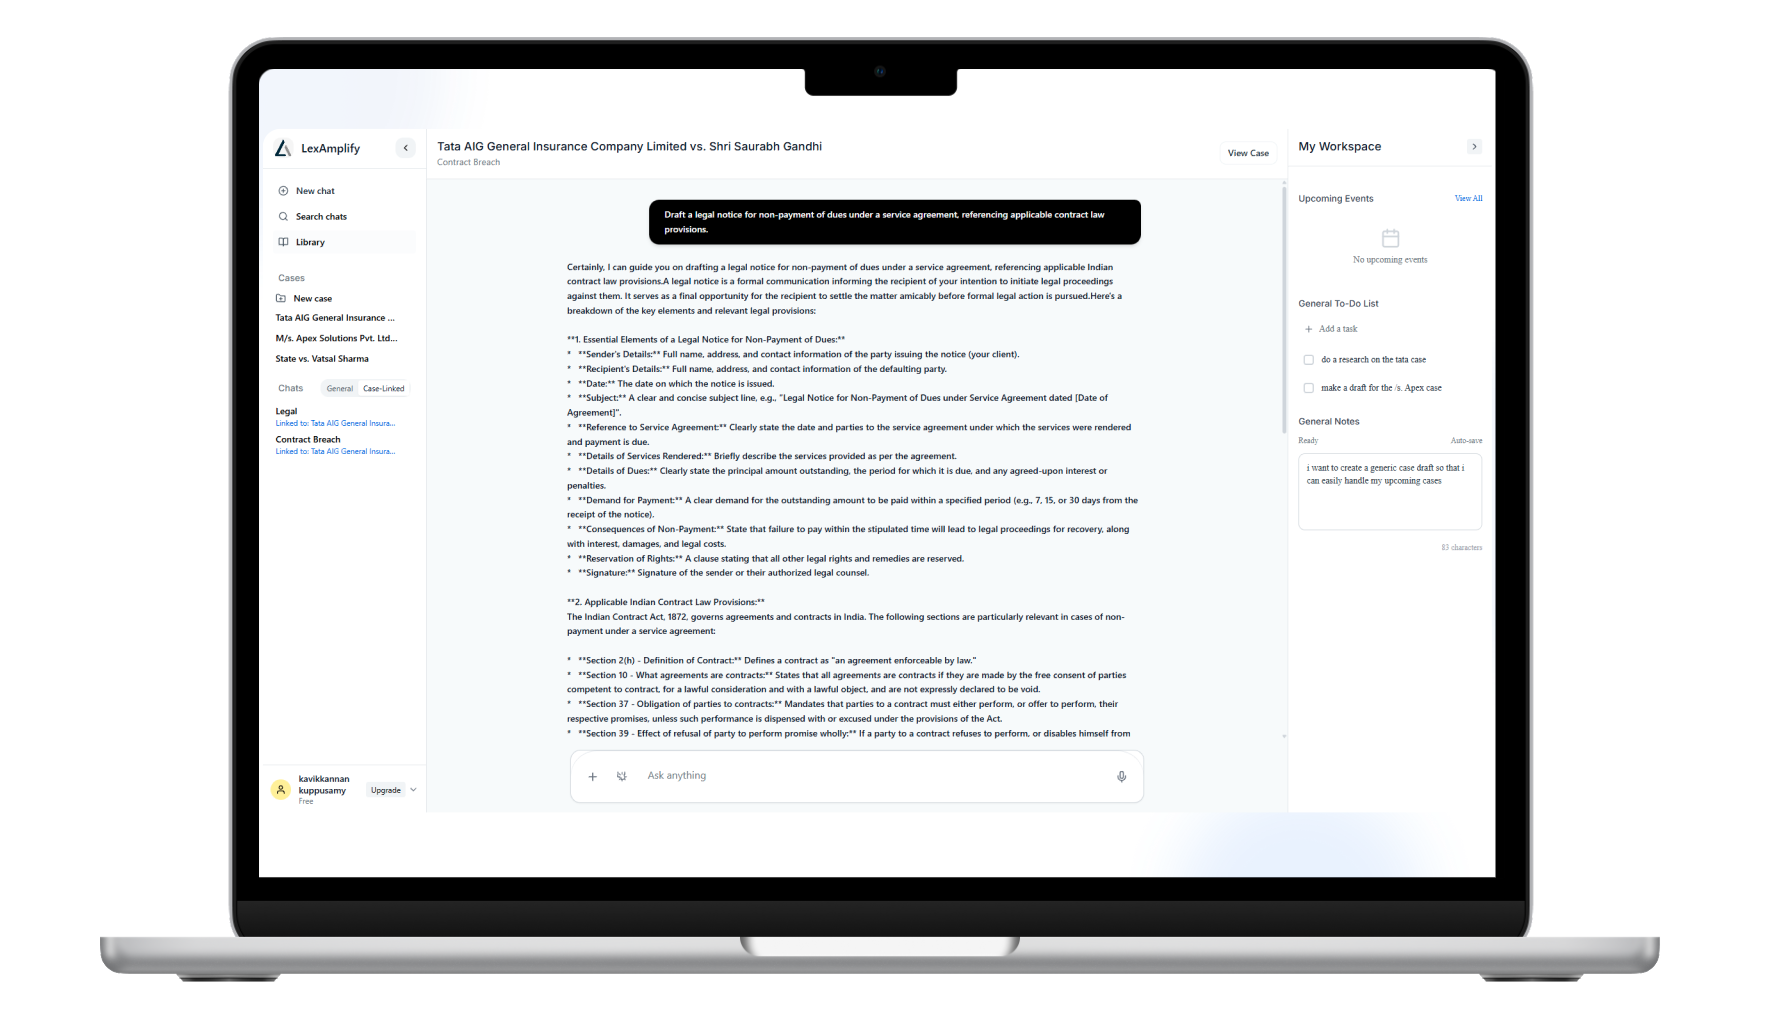 LexAmplify
New chat
Search chats
Library
Cases
New case
Tata AIG General Insurance ...
M/s. Apex Solutions Pvt. Ltd...
State vs. Vatsal Sharma
Chats
General
Case-Linked
Legal
Linked to: Tata AIG General Insura...
Contract Breach
Linked to: Tata AIG General Insura...
kavikkannan
kuppusamy
Free
Upgrade
Tata AIG General Insurance Company Limited vs. Shri Saurabh Gandhi
Contract Breach
View Case
Draft a legal notice for non-payment of dues under a service agreement, referencing applicable contract law
provisions.
Certainly, I can guide you on drafting a legal notice for non-payment of dues under a service agreement, referencing applicable Indian
contract law provisions.A legal notice is a formal communication informing the recipient of your intention to initiate legal proceedings
against them. It serves as a final opportunity for the recipient to settle the matter amicably before formal legal action is pursued.Here's a
breakdown of the key elements and relevant legal provisions:
**1. Essential Elements of a Legal Notice for Non-Payment of Dues:**
* **Sender's Details:** Full name, address, and contact information of the party issuing the notice (your client).
* **Recipient's Details:** Full name, address, and contact information of the defaulting party.
* **Date:** The date on which the notice is issued.
* **Subject:** A clear and concise subject line, e.g., "Legal Notice for Non-Payment of Dues under Service Agreement dated [Date of
Agreement]".
* **Reference to Service Agreement:** Clearly state the date and parties to the service agreement under which the services were rendered
and payment is due.
* **Details of Services Rendered:** Briefly describe the services provided as per the agreement.
* **Details of Dues:** Clearly state the principal amount outstanding, the period for which it is due, and any agreed-upon interest or
penalties.
* **Demand for Payment:** A clear demand for the outstanding amount to be paid within a specified period (e.g., 7, 15, or 30 days from the
receipt of the notice).
* **Consequences of Non-Payment:** State that failure to pay within the stipulated time will lead to legal proceedings for recovery, along
with interest, damages, and legal costs.
* **Reservation of Rights:** A clause stating that all other legal rights and remedies are reserved.
* **Signature:** Signature of the sender or their authorized legal counsel.
**2. Applicable Indian Contract Law Provisions:**
The Indian Contract Act, 1872, governs agreements and contracts in India. The following sections are particularly relevant in cases of non-
payment under a service agreement:
* **Section 2(h) - Definition of Contract:** Defines a contract as "an agreement enforceable by law."
* **Section 10 - What agreements are contracts:** States that all agreements are contracts if they are made by the free consent of parties
competent to contract, for a lawful consideration and with a lawful object, and are not expressly declared to be void.
* **Section 37 - Obligation of parties to contracts:** Mandates that parties to a contract must either perform, or offer to perform, their
respective promises, unless such performance is dispensed with or excused under the provisions of the Act.
* **Section 39 - Effect of refusal of party to perform promise wholly:** If a party to a contract refuses to perform, or disables himself from
Ask anything
My Workspace
Upcoming Events
View All
No upcoming events
General To-Do List
Add a task
do a research on the tata case
make a draft for the /s. Apex case
General Notes
Ready
Auto-save
i want to create a generic case draft so that i
can easily handle my upcoming cases
83 characters